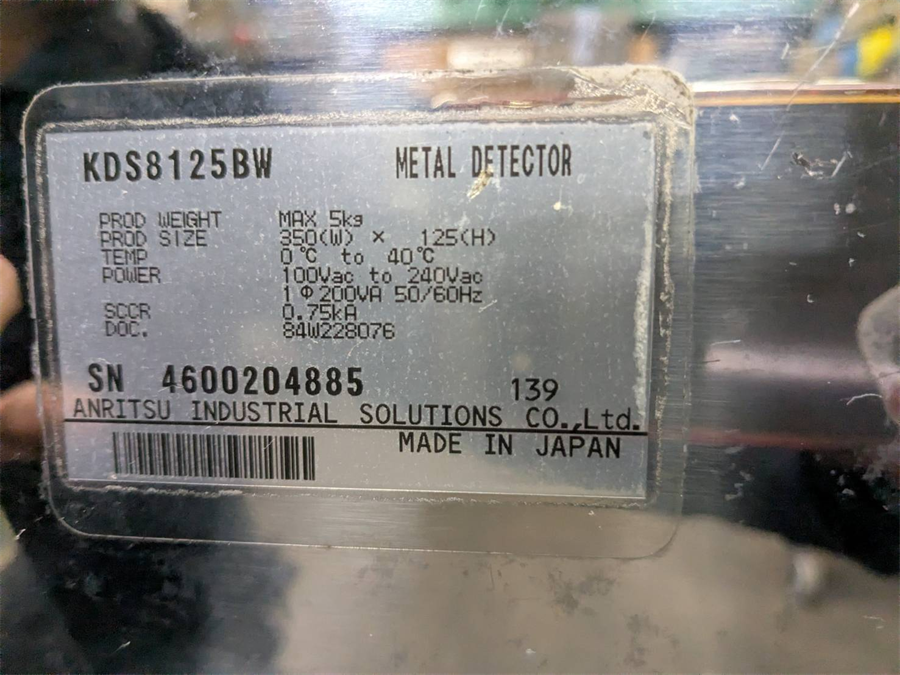 KDS8125BW METAL DETECTOR
PROD WEIGHT MAX 5kg
PROD SIZE 350(W) × 125(H)
TEMP 0℃ to 40℃
POWER 100Vac to 240Vac
1Φ200VA 50/60Hz
SCCR 0.75kA
DOC. 84W228076
SN 4600204885 139
ANRITSU INDUSTRIAL SOLUTIONS CO.,Ltd.
MADE IN JAPAN